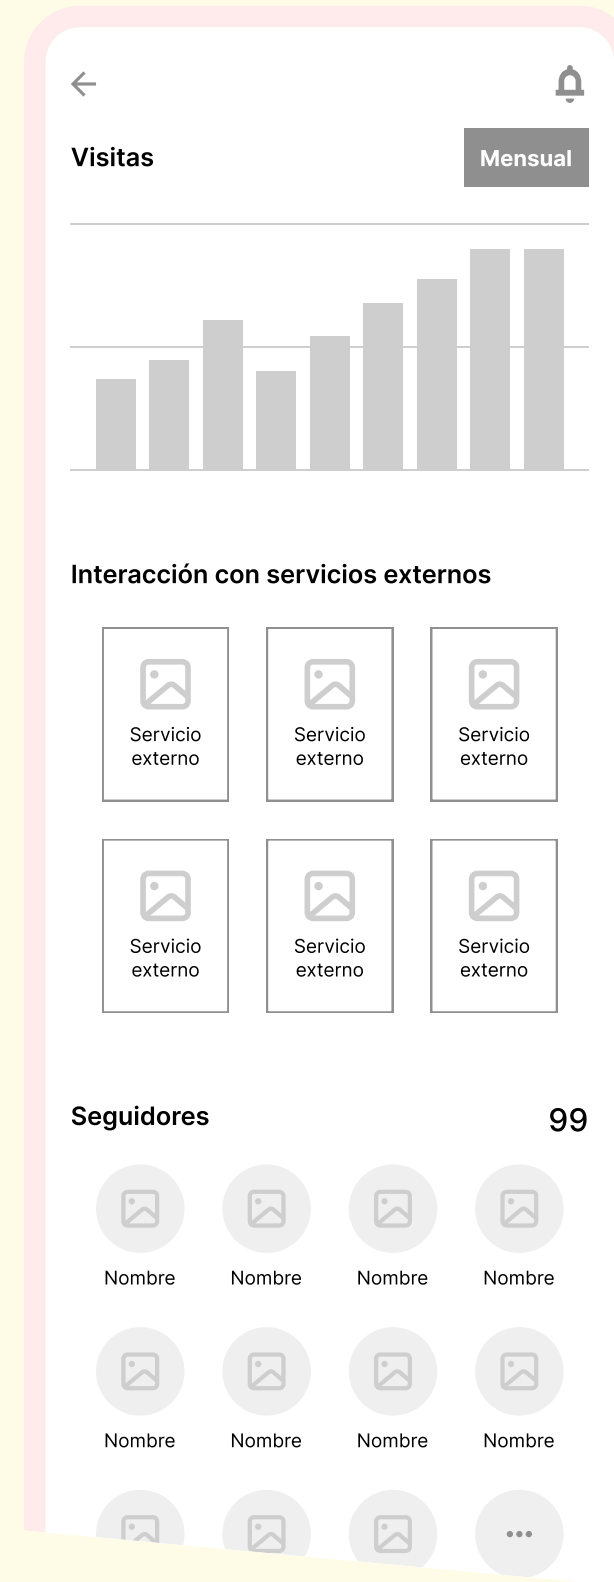 Visitas
Mensual
Interacción con servicios externos
Servicio
externo
Servicio
externo
Servicio
externo
Servicio
externo
Servicio
externo
Servicio
externo
Seguidores
99
Nombre
Nombre
Nombre
Nombre
Nombre
Nombre
Nombre
Nombre